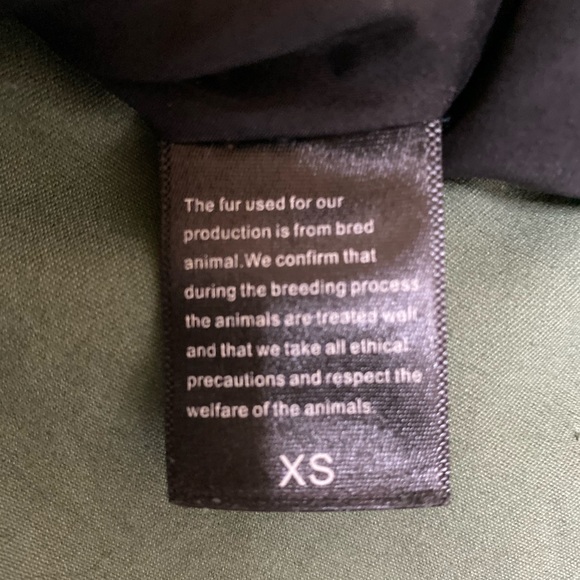 The fur used for our
production is from bred
animal.We confirm that
during the breeding process
the animals are treated well,
and that we take all ethical
precautions and respect the
welfare of the animals.
XS